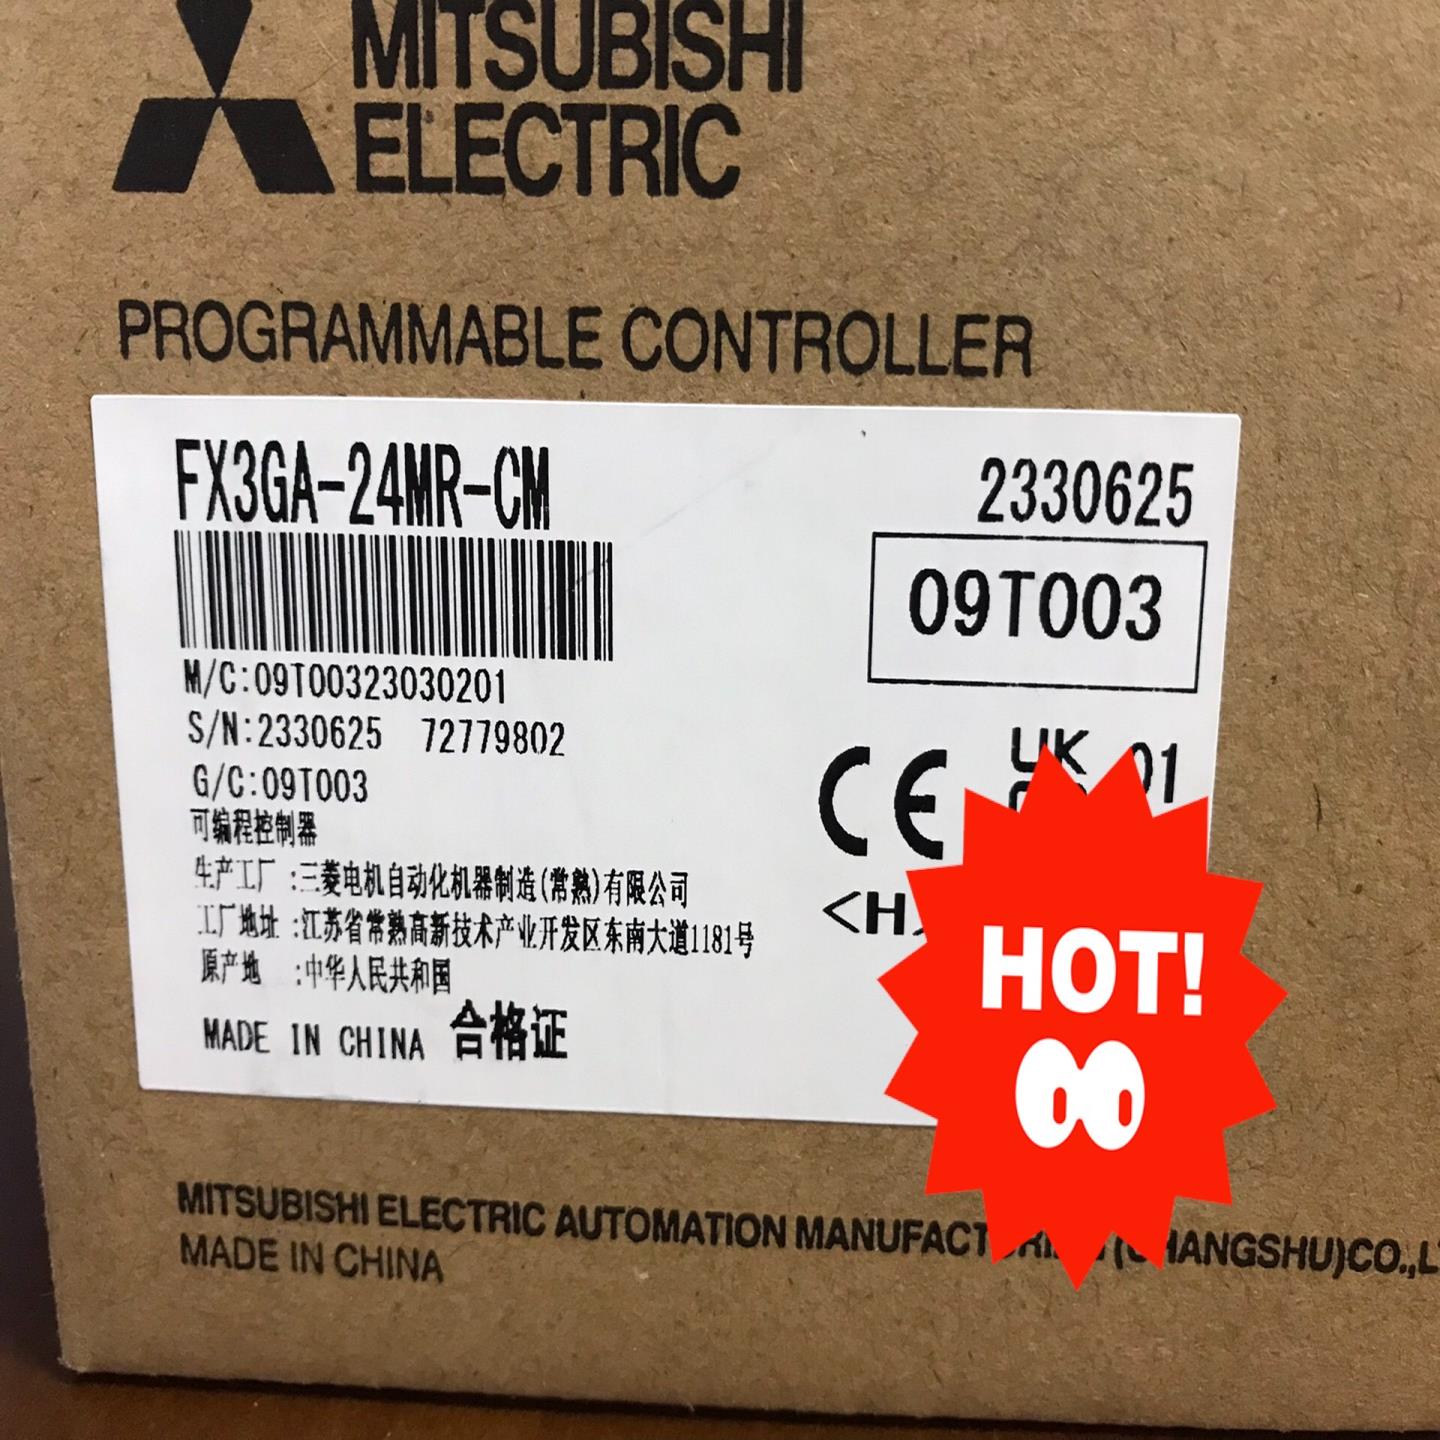 MITSUBISHI
ELECTRIC
PROGRAMMABLE CONTROLLER
FX3GA-24MR-CM
2330625
09T003
M/C:09T00323030201
S/N:2330625 72779802
G/C:09T003
CE
UK
01
可编程控制器
生产工厂 :三菱电机自动化机器制造(常熟)有限公司
<H>
工厂地址 :江苏省常熟高新技术产业开发区东南大道1181号
原产地 :中华人民共和国
MADE IN CHINA 合格证
HOT!
MITSUBISHI ELECTRIC AUTOMATION MANUFACTURING (CHANGSHU)CO.,
MADE IN CHINA